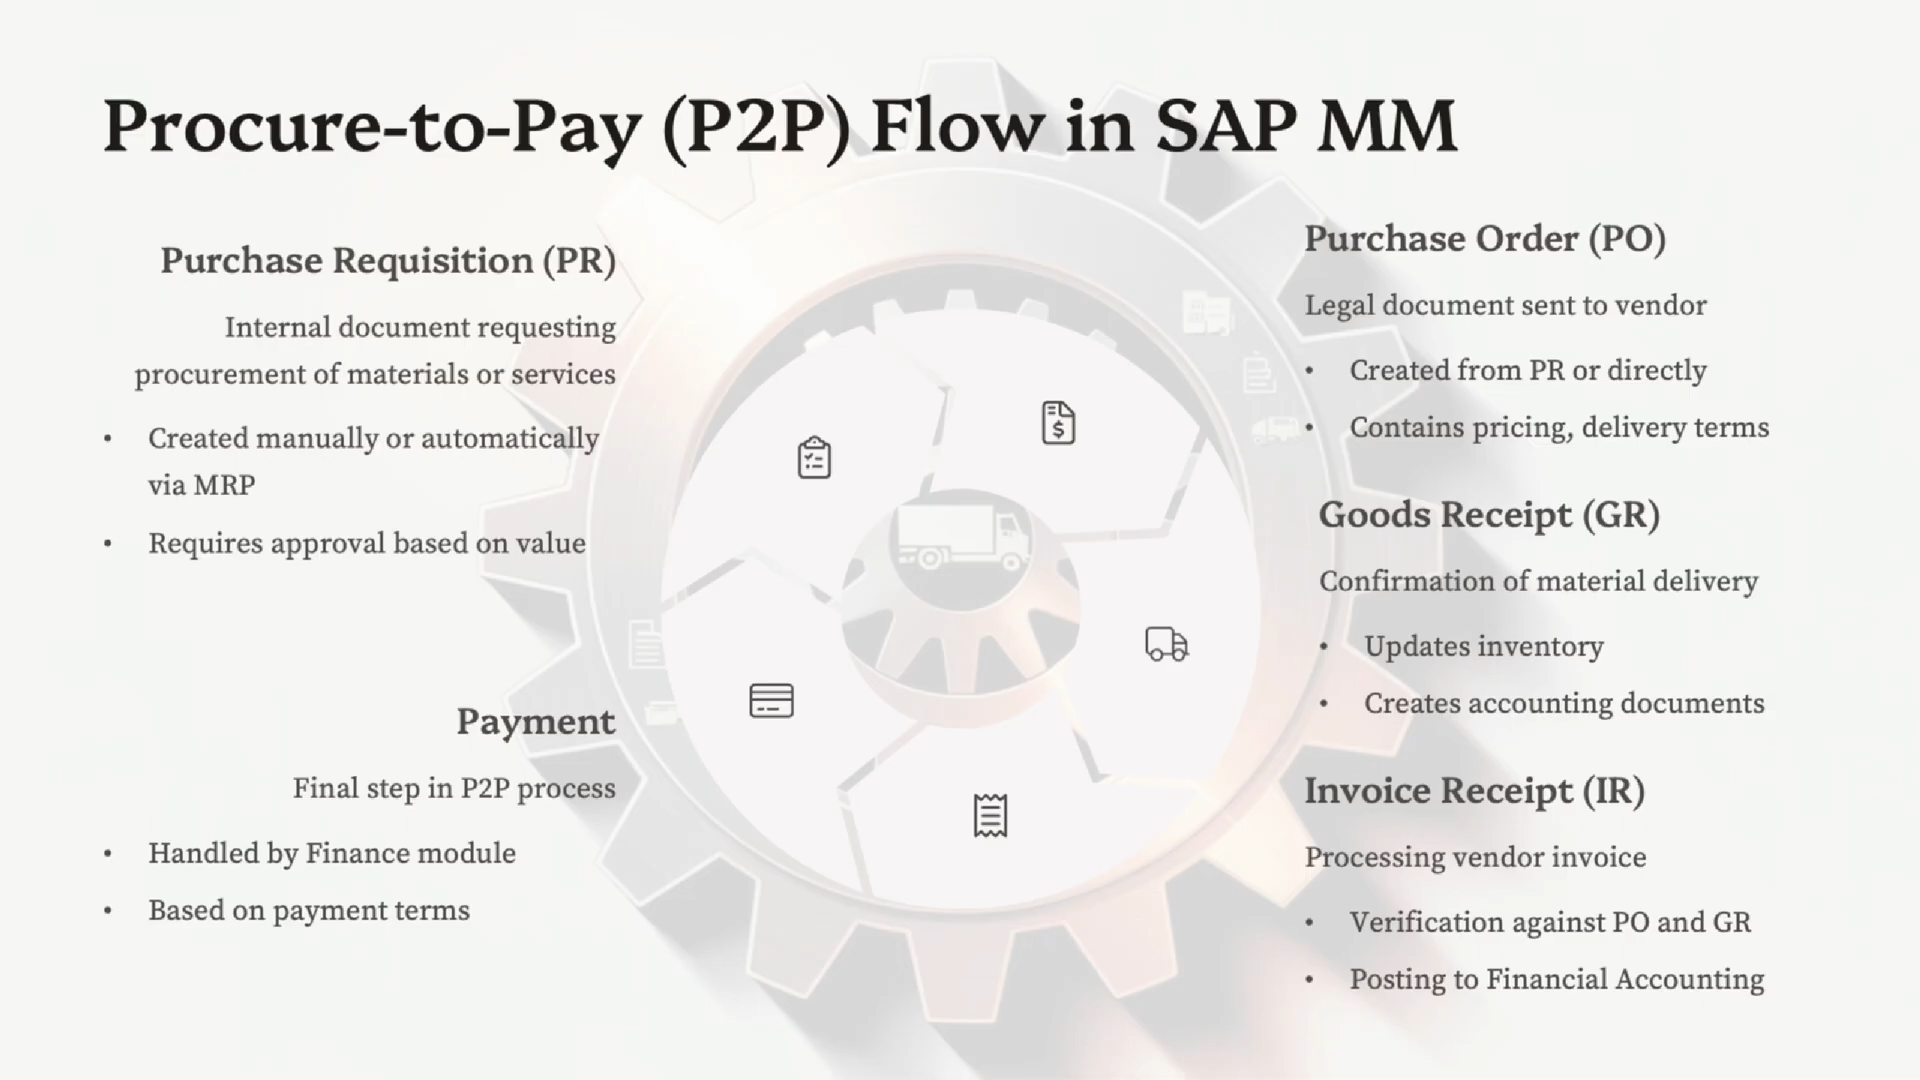 Procure-to-Pay (P2P) Flow in SAP MM
Purchase Requisition (PR)
Internal document requesting
procurement of materials or services
• Created manually or automatically
via MRP
• Requires approval based on value
Purchase Order (PO)
Legal document sent to vendor
• Created from PR or directly
• Contains pricing, delivery terms
Goods Receipt (GR)
Confirmation of material delivery
• Updates inventory
• Creates accounting documents
Invoice Receipt (IR)
Processing vendor invoice
• Verification against PO and GR
• Posting to Financial Accounting
Payment
Final step in P2P process
• Handled by Finance module
• Based on payment terms